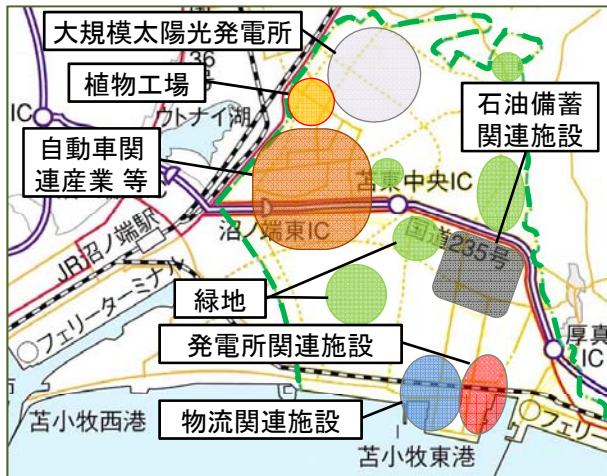 大規模太陽光発電所
36
植物工場
IC
ウトナイ湖
石油備蓄
関連施設
自動車関
連産業 等
苫東中央IC
沼ノ端東IC
国道235号
JR沼ノ端駅
フェリーターミナル
緑地
発電所関連施設
厚真
IC
物流関連施設
フェリー
苫小牧西港
苫小牧東港